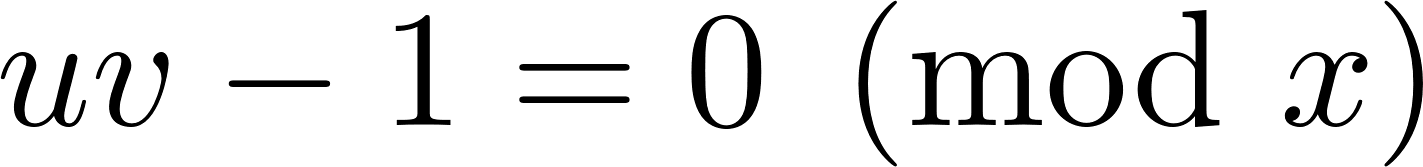 uv − 1 = 0 (mod x)